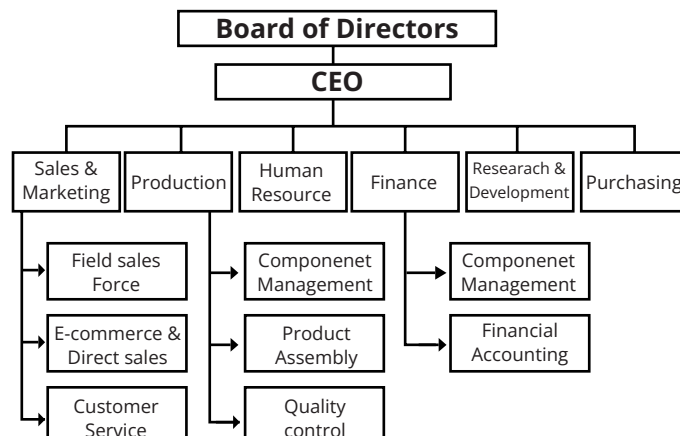 Board of Directors
CEO
Sales &
Marketing
Production
Human
Resource
Finance
Researach &
Development
Purchasing
Field sales
Force
Componenet
Management
Componenet
Management
E-commerce &
Direct sales
Product
Assembly
Financial
Accounting
Customer
Service
Quality
control